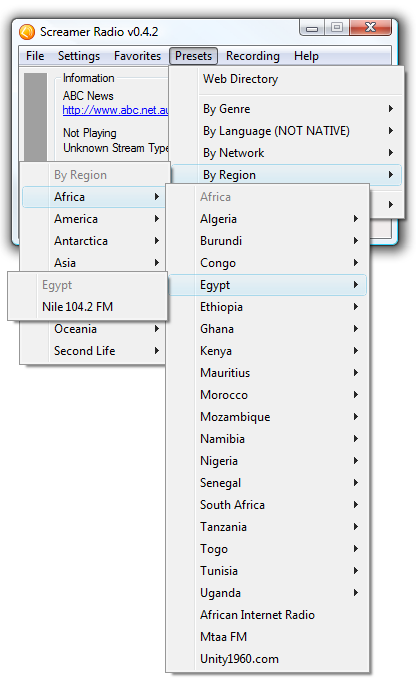 Screamer Radio v0.4.2
File Settings Favorites Presets Recording Help
Information
ABC News
http://www.abc.net.au
Not Playing
Unknown Stream Type
Web Directory
By Genre
By Language (NOT NATIVE)
By Network
By Region
By Region
Africa
America
Antarctica
Asia
Oceania
Second Life
Africa
Algeria
Burundi
Congo
Egypt
Ethiopia
Ghana
Kenya
Mauritius
Morocco
Mozambique
Namibia
Nigeria
Senegal
South Africa
Tanzania
Togo
Tunisia
Uganda
African Internet Radio
Mtaa FM
Unity1960.com
Egypt
Nile 104.2 FM